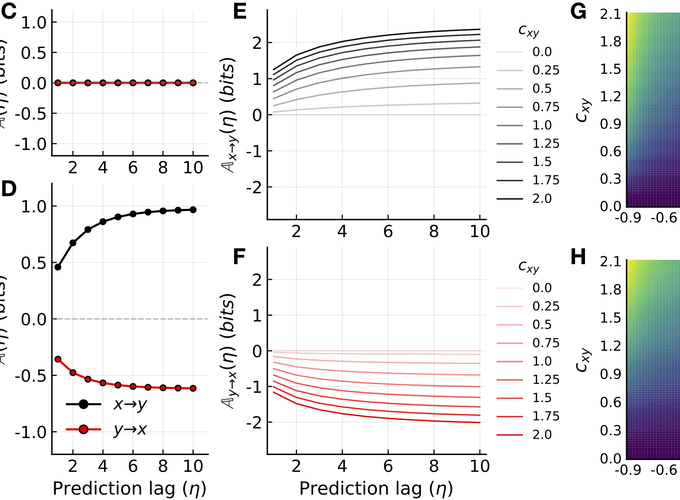 C
1.0
0.5
0.0
-0.5
-1.0
2 4 6 8 10
D
1.0
0.5
0.0
-0.5
-1.0
x→y
y→x
2 4 6 8 10
Prediction lag (η)
E
𝔸x→y(η) (bits)
2
1
0
-1
-2
2 4 6 8 10
cxy
0.0
0.25
0.5
0.75
1.0
1.25
1.5
1.75
2.0
F
𝔸y→x(η) (bits)
2
1
0
-1
-2
2 4 6 8 10
Prediction lag (η)
cxy
0.0
0.25
0.5
0.75
1.0
1.25
1.5
1.75
2.0
G
cxy
2.1
1.8
1.5
1.2
0.9
0.6
0.3
0.0
-0.9 -0.6
H
cxy
2.1
1.8
1.5
1.2
0.9
0.6
0.3
0.0
-0.9 -0.6